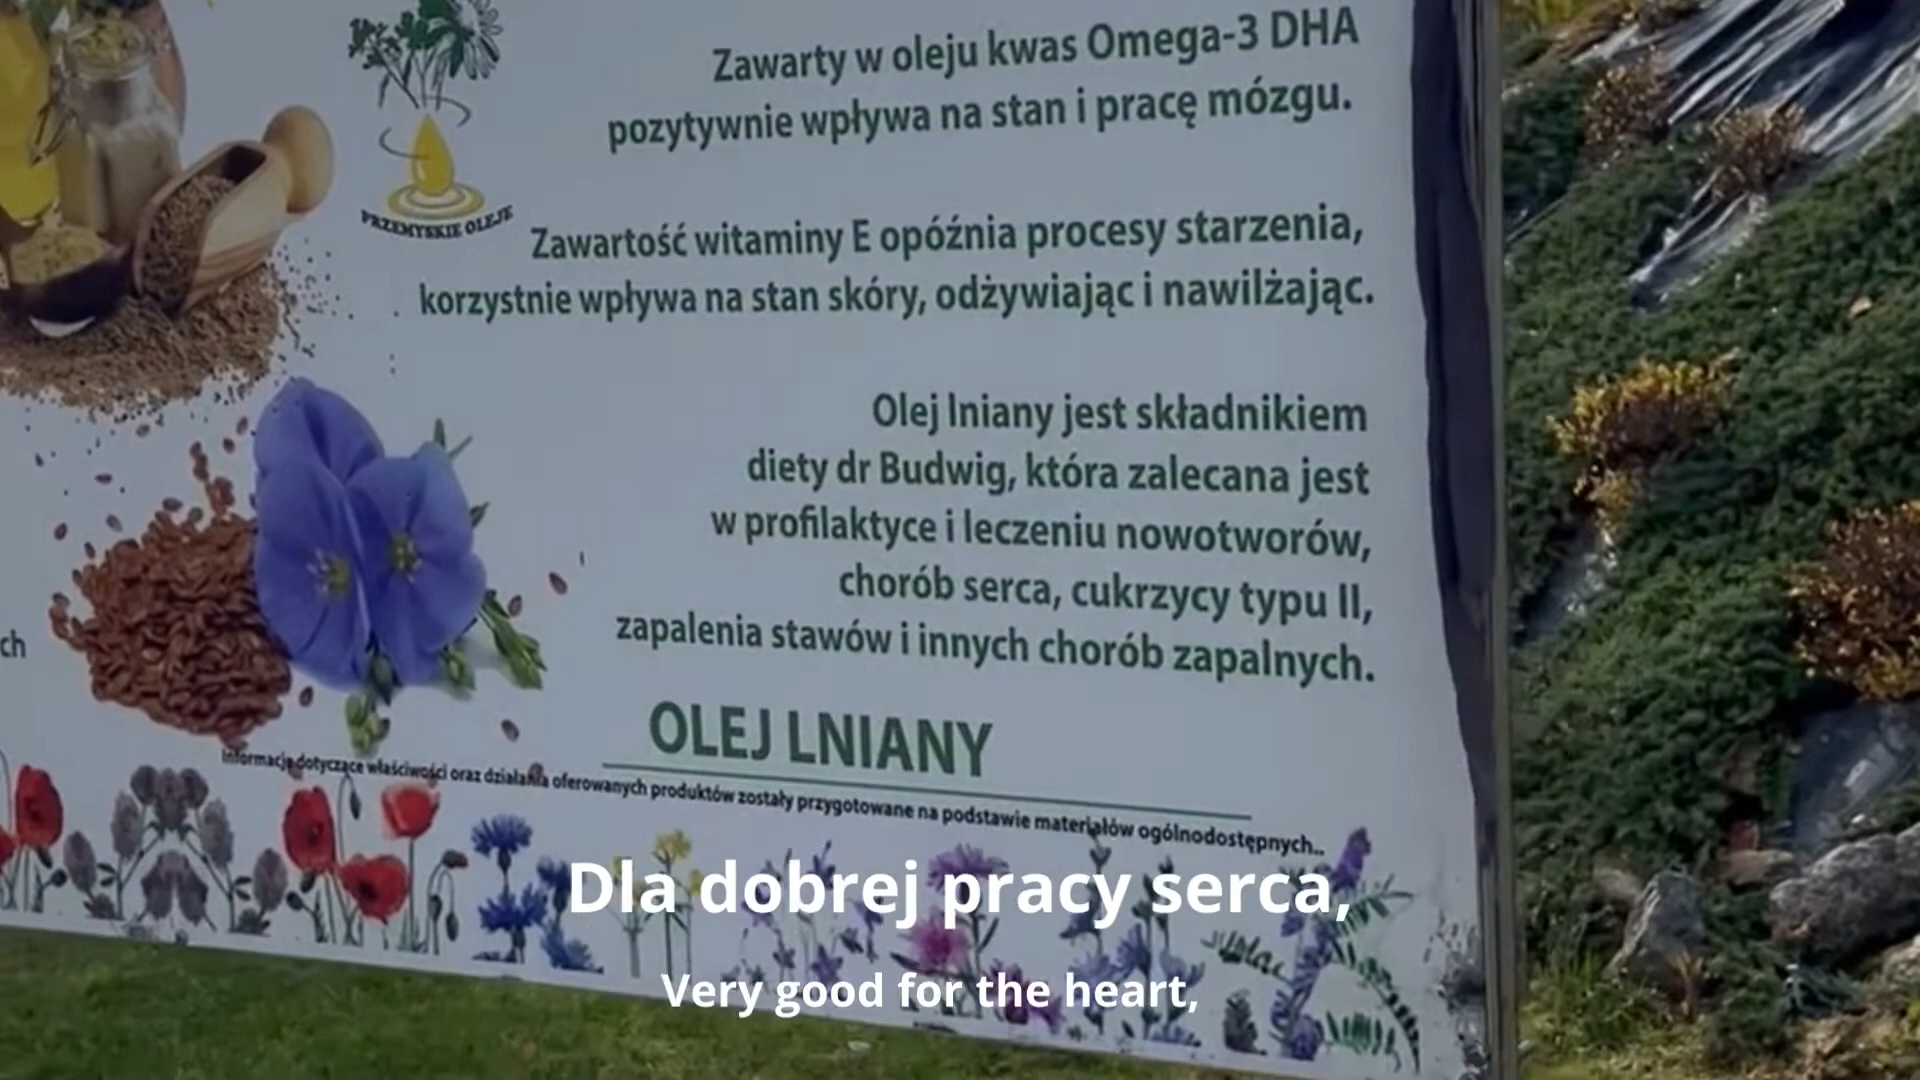 Zawarty w oleju kwas Omega-3 DHA
pozytywnie wpływa na stan i pracę mózgu.
PRZEMYSKIE OLEJE
Zawartość witaminy E opóźnia procesy starzenia,
korzystnie wpływa na stan skóry, odżywiając i nawilżając.
Olej lniany jest składnikiem
diety dr Budwig, która zalecana jest
w profilaktyce i leczeniu nowotworów,
chorób serca, cukrzycy typu II,
zapalenia stawów i innych chorób zapalnych.
ch
OLEJ LNIANY
Informacje dotyczące właściwości oraz działania oferowanych produktów zostały przygotowane na podstawie materiałów ogólnodostępnych..
Dla dobrej pracy serca,
Very good for the heart,